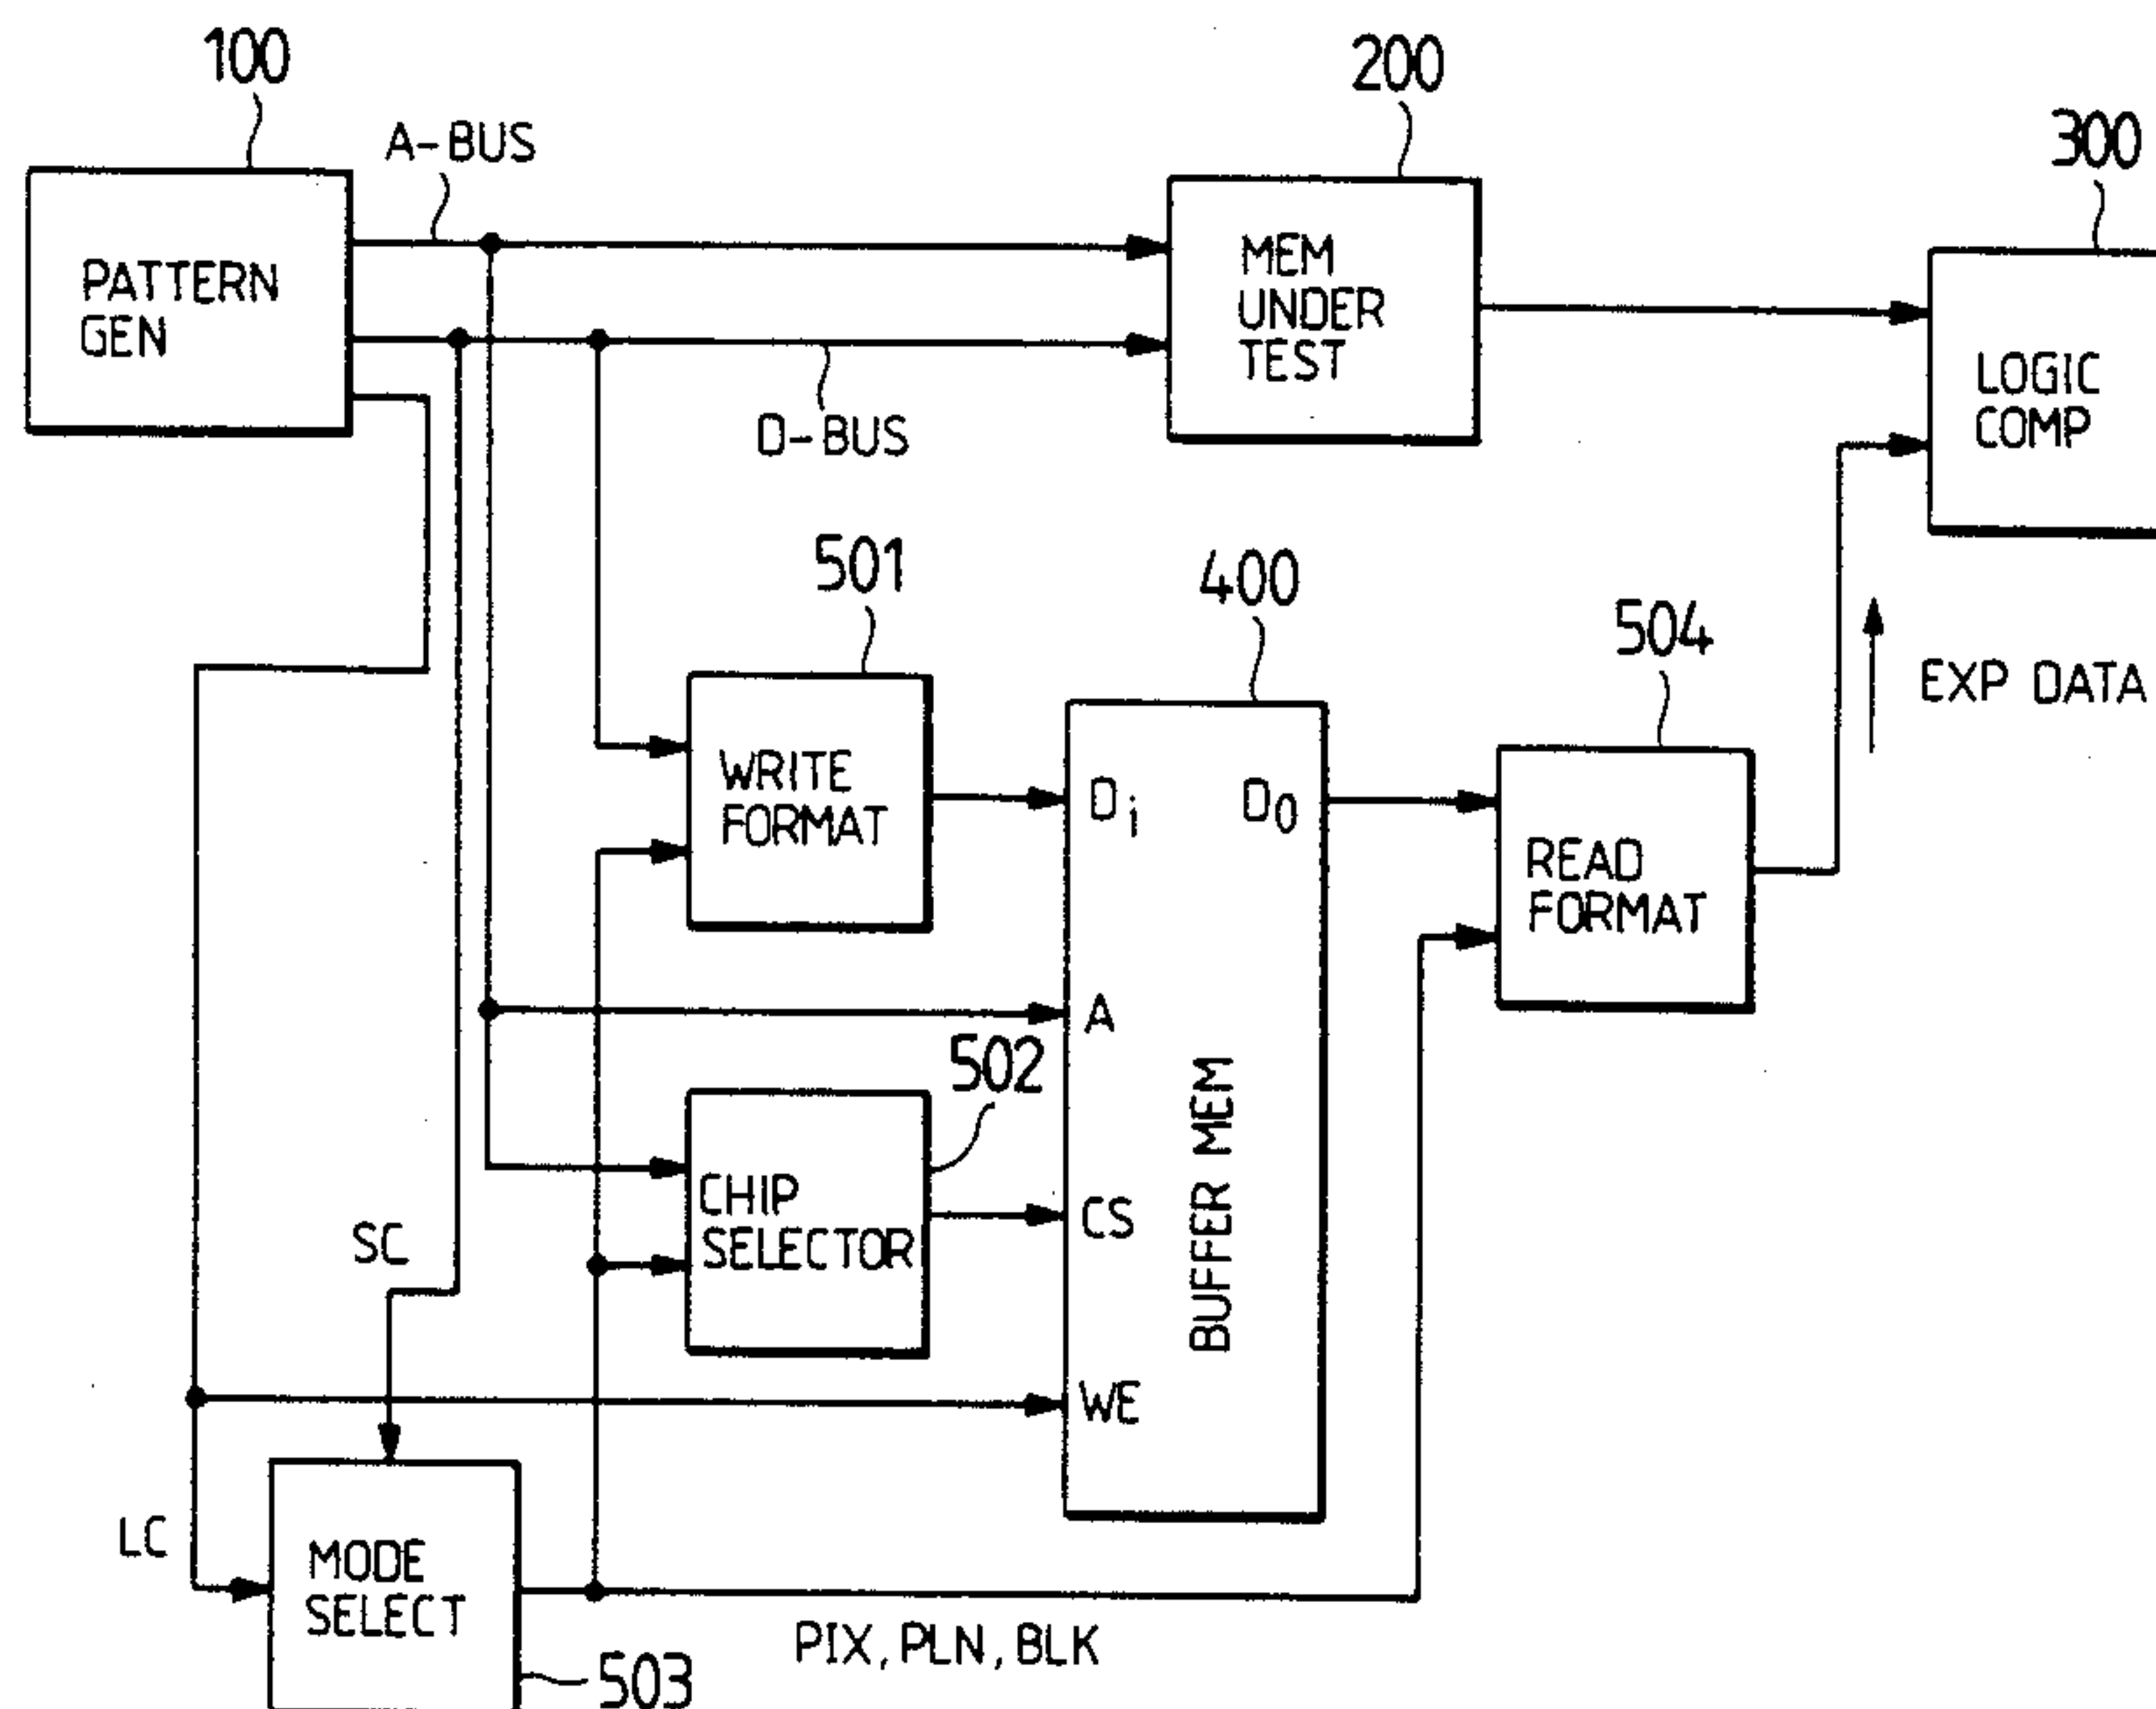 100
A-BUS
200
300
PATTERN
GEN
MEM
UNDER
TEST
LOGIC
COMP
D-BUS
501
400
504
EXP DATA
WRITE
FORMAT
Di
D0
READ
FORMAT
A
502
CHIP
SELECTOR
CS
BUFFER MEM
SC
WE
LC
MODE
SELECT
PIX, PLN, BLK
503